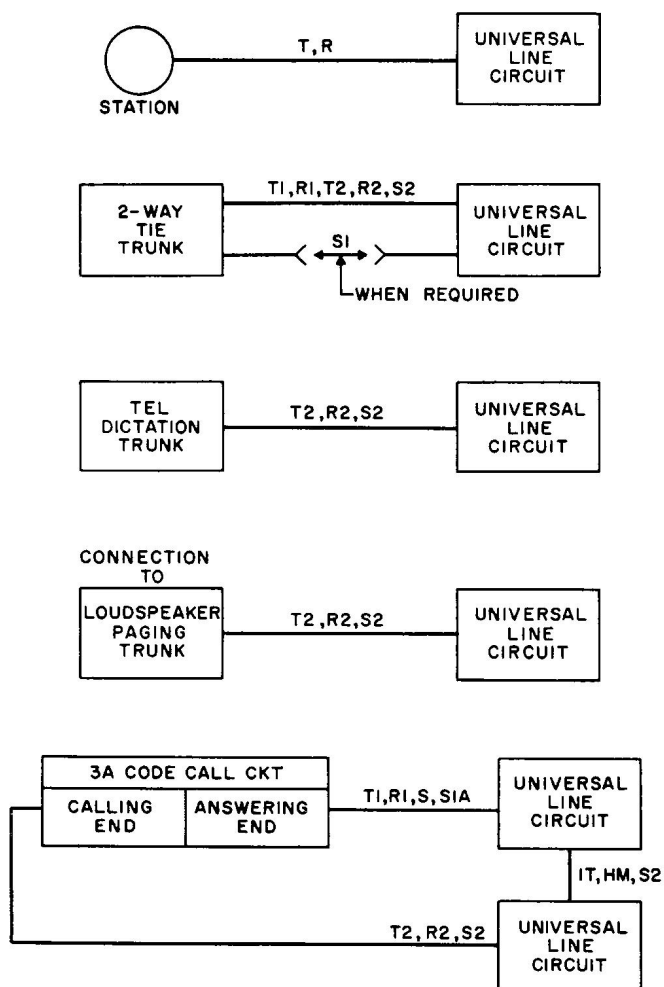 T,R
UNIVERSAL
LINE
CIRCUIT
STATION
2-WAY
TIE
TRUNK
T1,R1,T2,R2,S2
S1
WHEN REQUIRED
UNIVERSAL
LINE
CIRCUIT
TEL
DICTATION
TRUNK
T2,R2,S2
UNIVERSAL
LINE
CIRCUIT
CONNECTION
TO
LOUDSPEAKER
PAGING
TRUNK
T2,R2,S2
UNIVERSAL
LINE
CIRCUIT
3A CODE CALL CKT
CALLING
END
ANSWERING
END
T1,R1,S,S1A
UNIVERSAL
LINE
CIRCUIT
1T,HM,S2
T2,R2,S2
UNIVERSAL
LINE
CIRCUIT